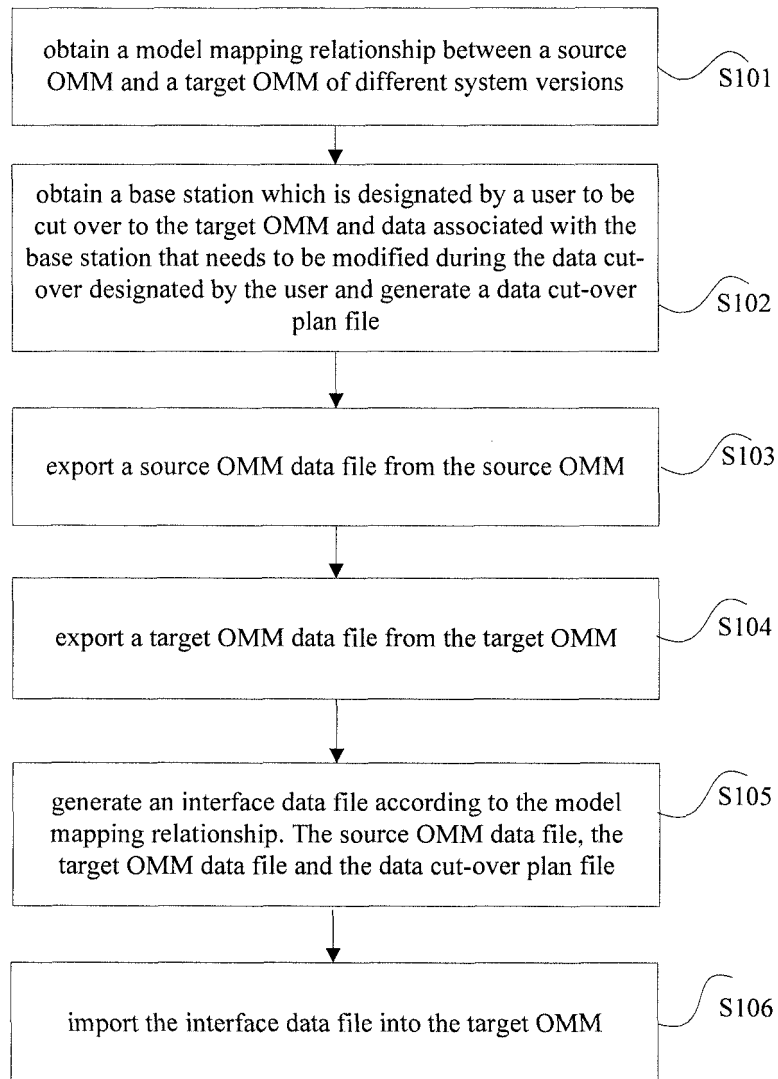 obtain a model mapping relationship between a source
OMM and a target OMM of different system versions
S101
obtain a base station which is designated by a user to be
cut over to the target OMM and data associated with the
base station that needs to be modified during the data cut-
over designated by the user and generate a data cut-over
plan file
S102
export a source OMM data file from the source OMM
S103
export a target OMM data file from the target OMM
S104
generate an interface data file according to the model
mapping relationship. The source OMM data file, the
target OMM data file and the data cut-over plan file
S105
import the interface data file into the target OMM
S106